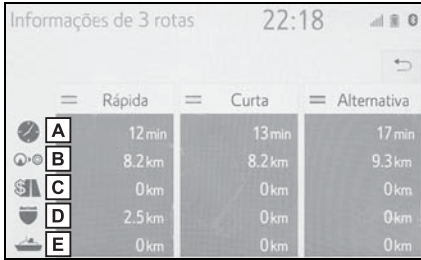 Informações de 3 rotas 22:18
Rápida Curta Alternativa
A 12 min 13 min 17 min
B 8.2 km 8.2 km 9.3 km
C 0 km 0 km 0 km
D 2.5 km 0 km 0 km
E 0 km 0 km 0 km